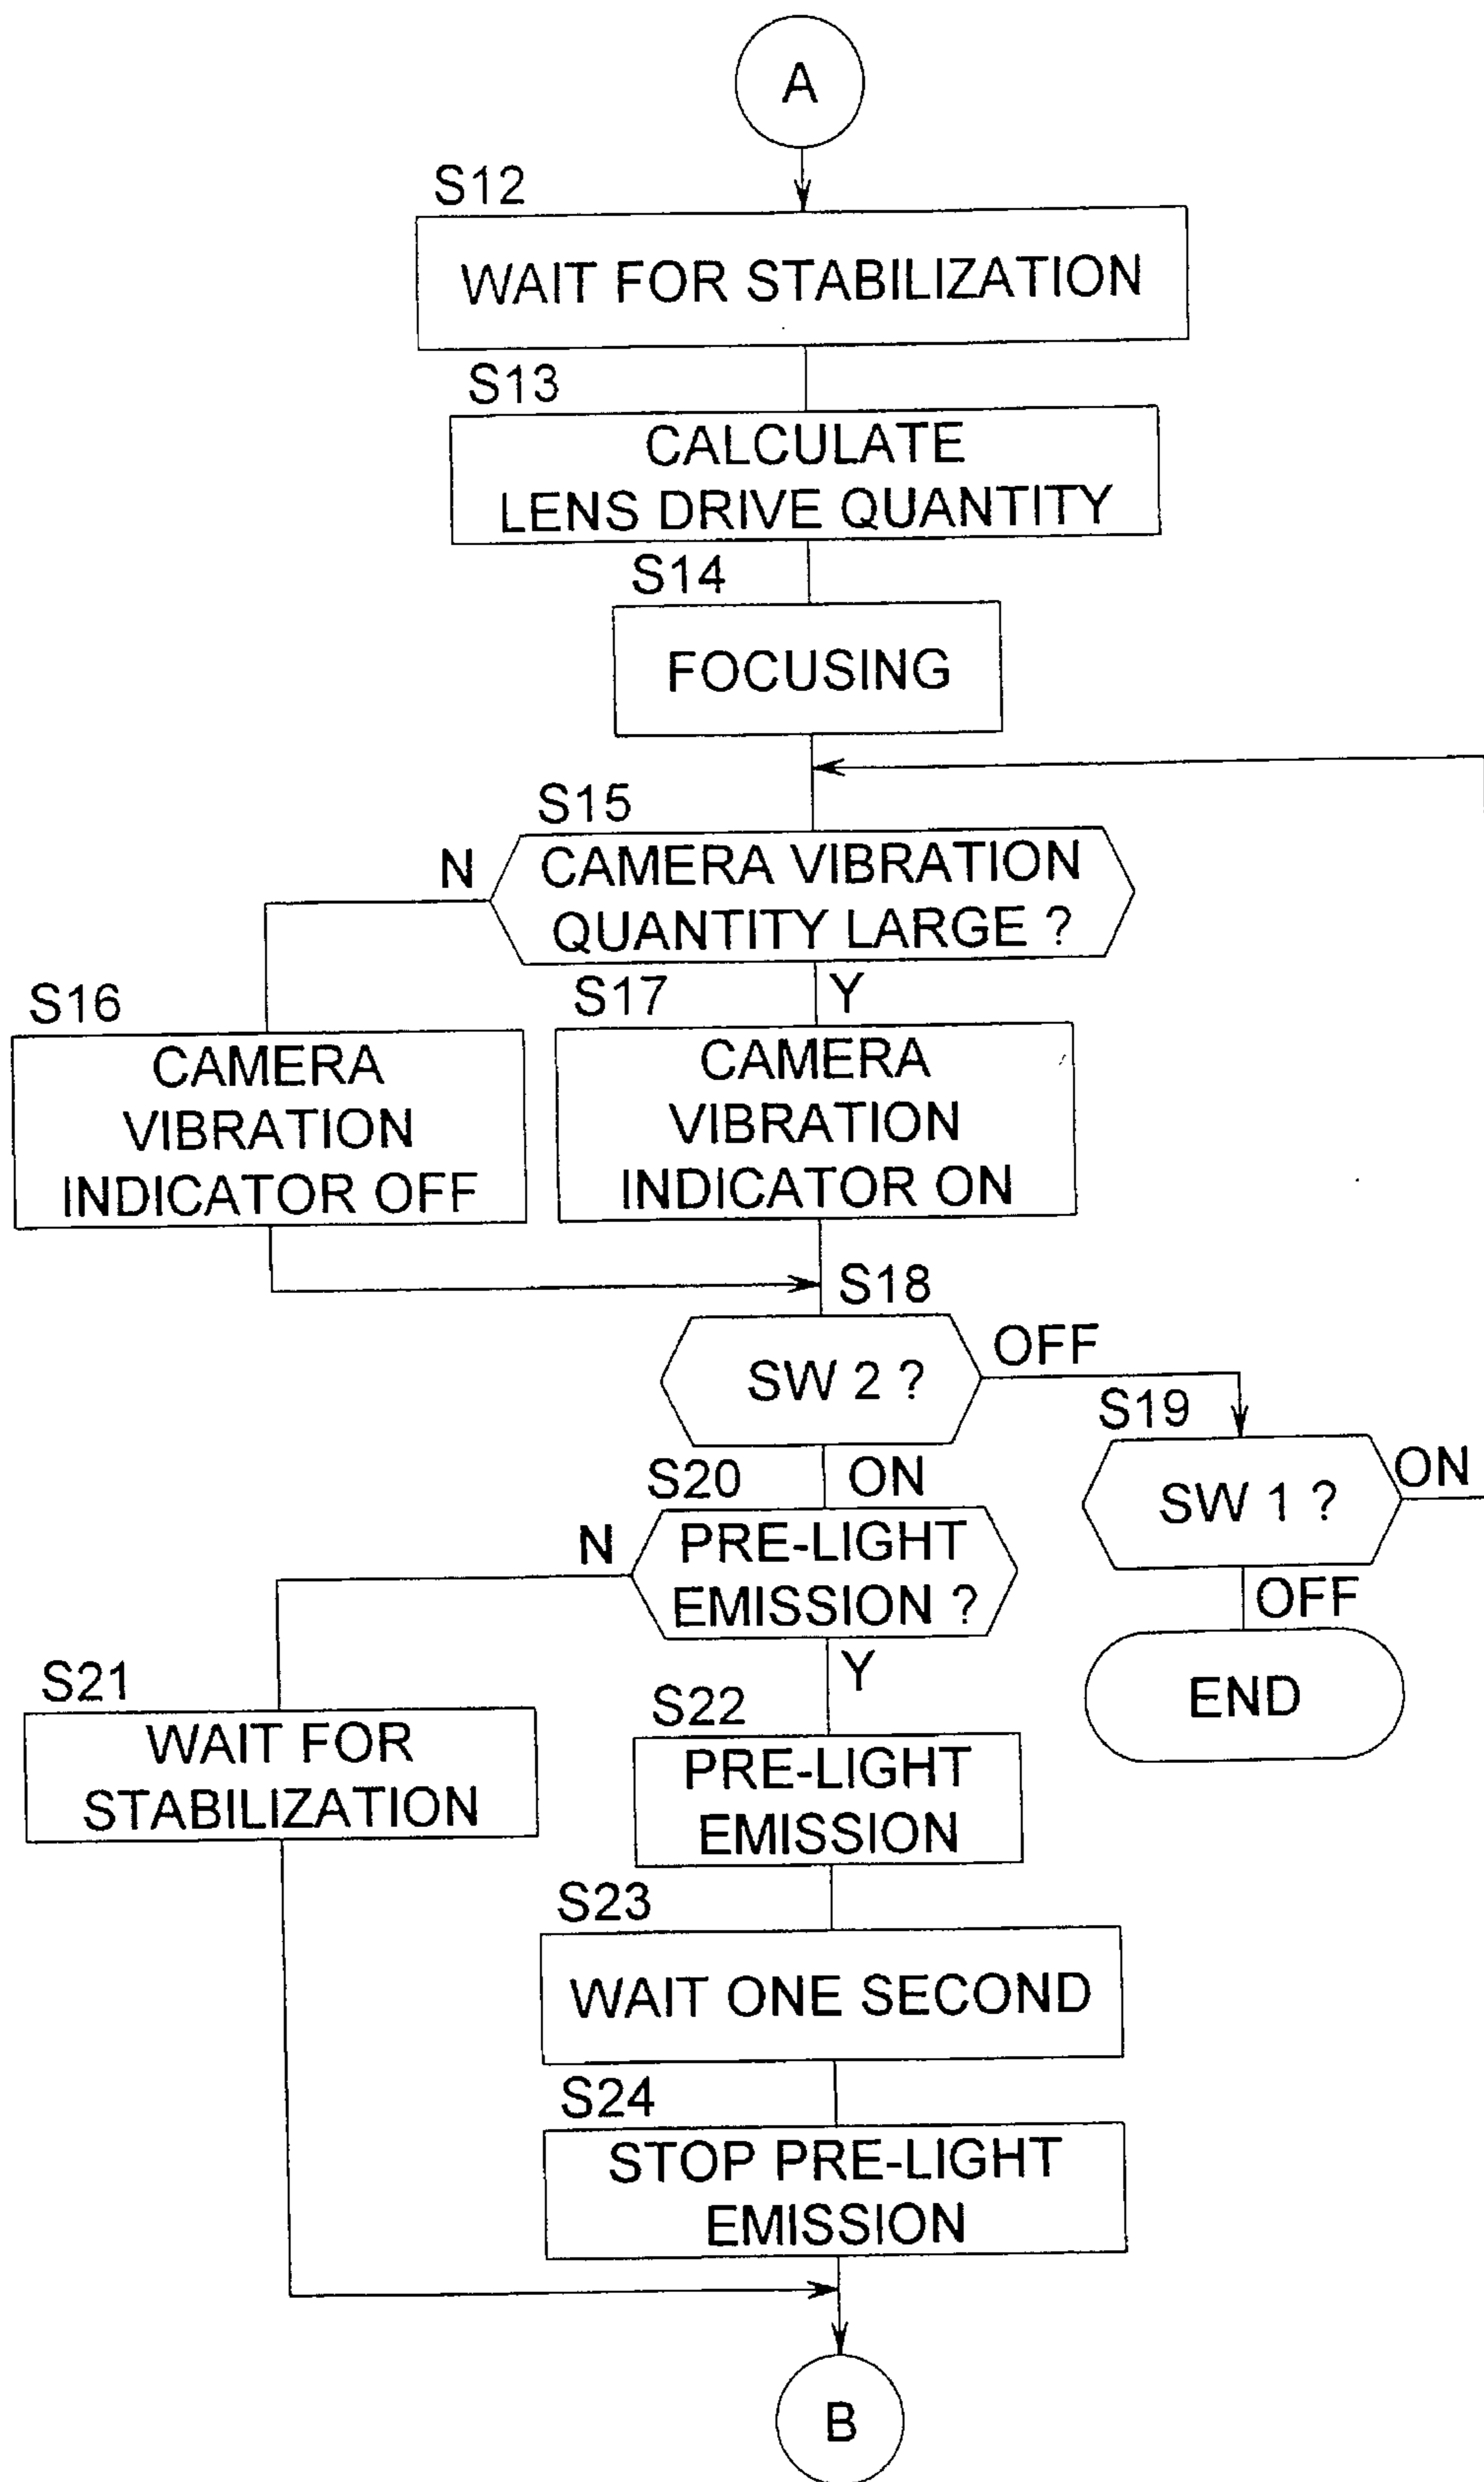 A
S12
WAIT FOR STABILIZATION
S13
CALCULATE
LENS DRIVE QUANTITY
S14
FOCUSING
S15
N
CAMERA VIBRATION
QUANTITY LARGE ?
S16
CAMERA
VIBRATION
INDICATOR OFF
S17
Y
CAMERA
VIBRATION
INDICATOR ON
S18
SW 2 ?
OFF
S19
SW 1 ?
ON
OFF
END
ON
S20
N
PRE-LIGHT
EMISSION ?
S21
WAIT FOR
STABILIZATION
Y
S22
PRE-LIGHT
EMISSION
S23
WAIT ONE SECOND
S24
STOP PRE-LIGHT
EMISSION
B